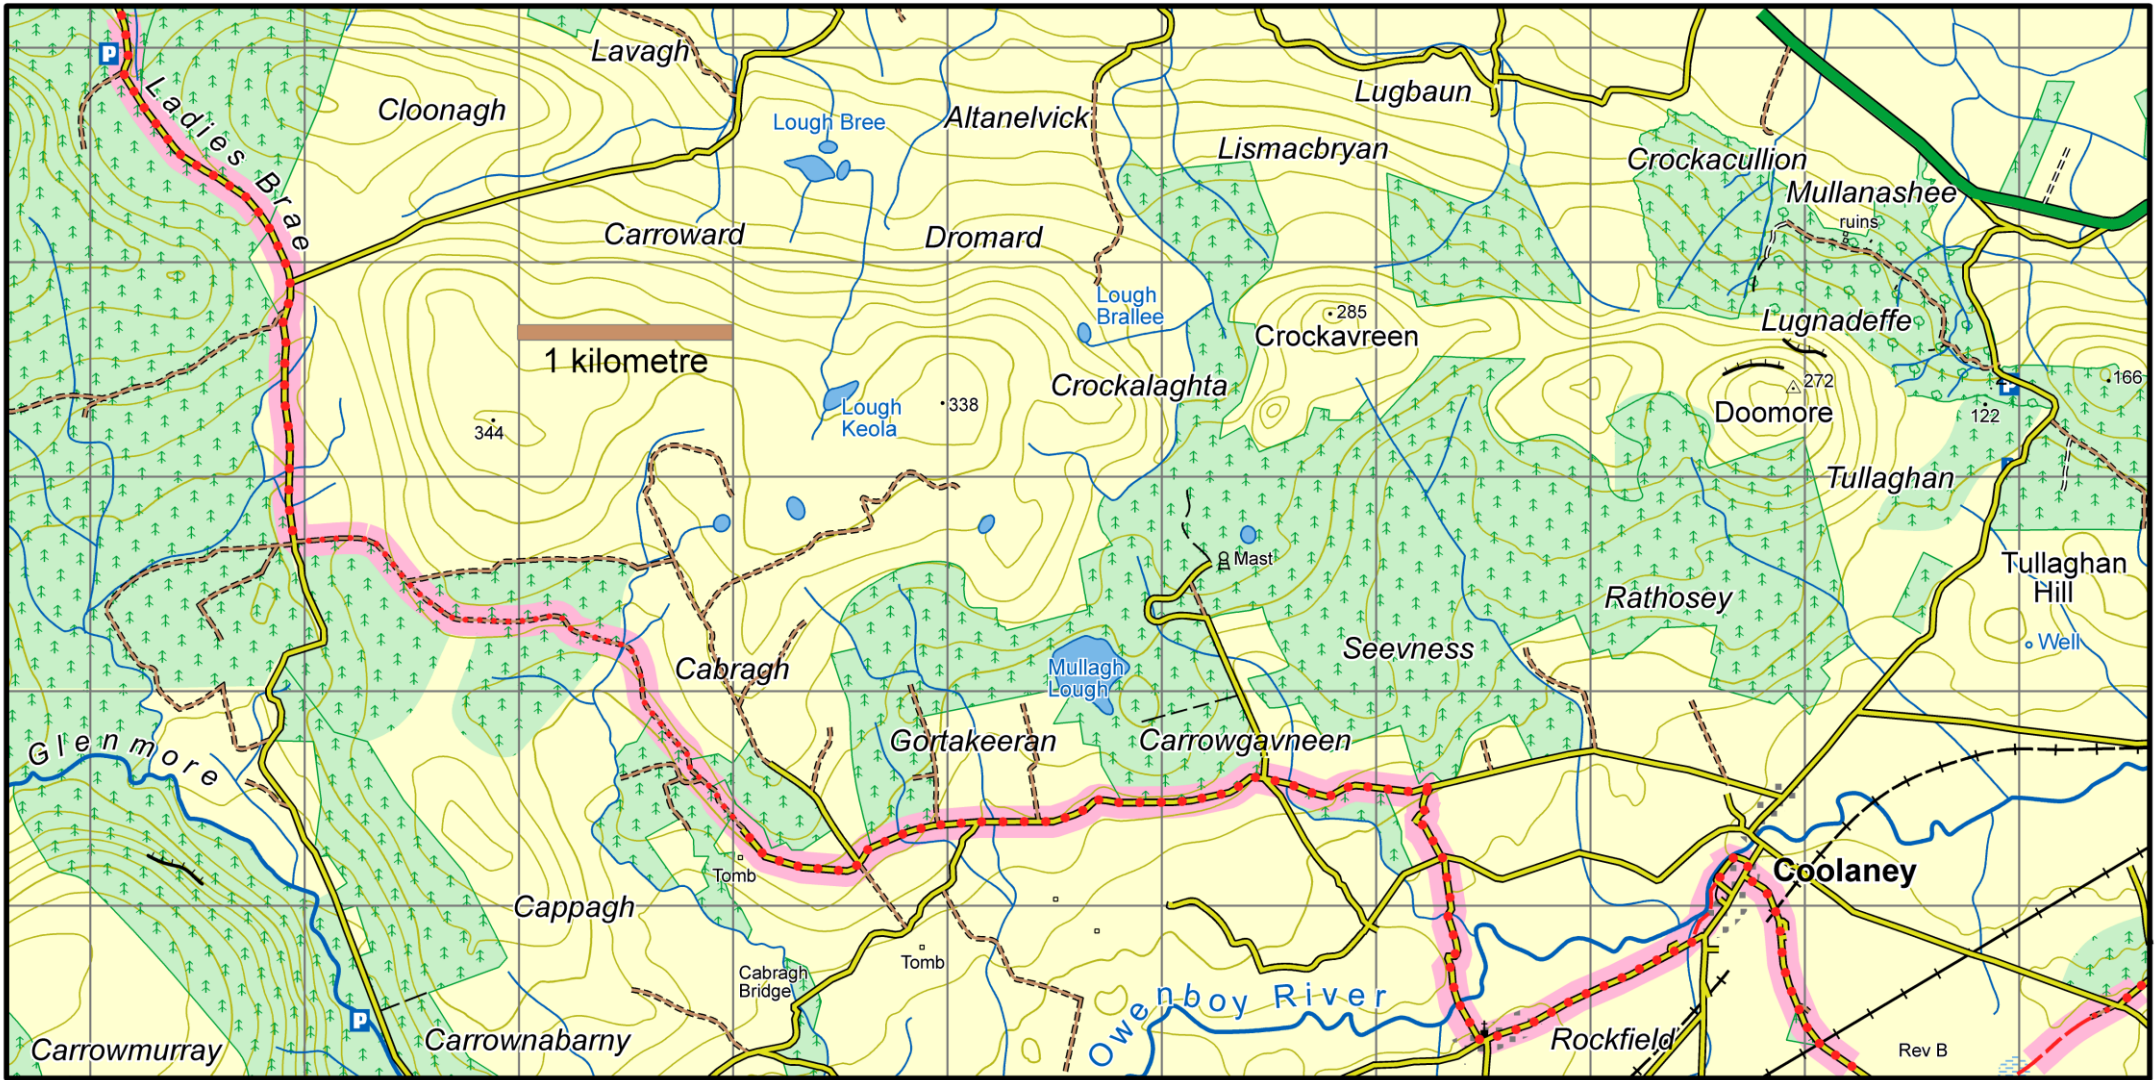 Lavagh
P
Ladies Brae
Cloonagh
Lough Bree
Altanelvick
Lugbaun
Lismacbryan
Crockacullion
Mullanashee
ruins
Carroward
Dromard
Lough
Brallee
285
Crockavreen
Lugnadeffe
1 kilometre
Crockalaghta
272
P
166
Doomore
122
344
Lough
Keola
338
Tullaghan
Mast
Tullaghan
Hill
Rathosey
Well
Seevness
Cabragh
Mullagh
Lough
Glenmore
Gortakeeran
Carrowgavneen
Tomb
Coolaney
Cappagh
Tomb
Cabragh
Bridge
Owenboy River
P
Carrowmurray
Carrownabarny
Rockfield
Rev B